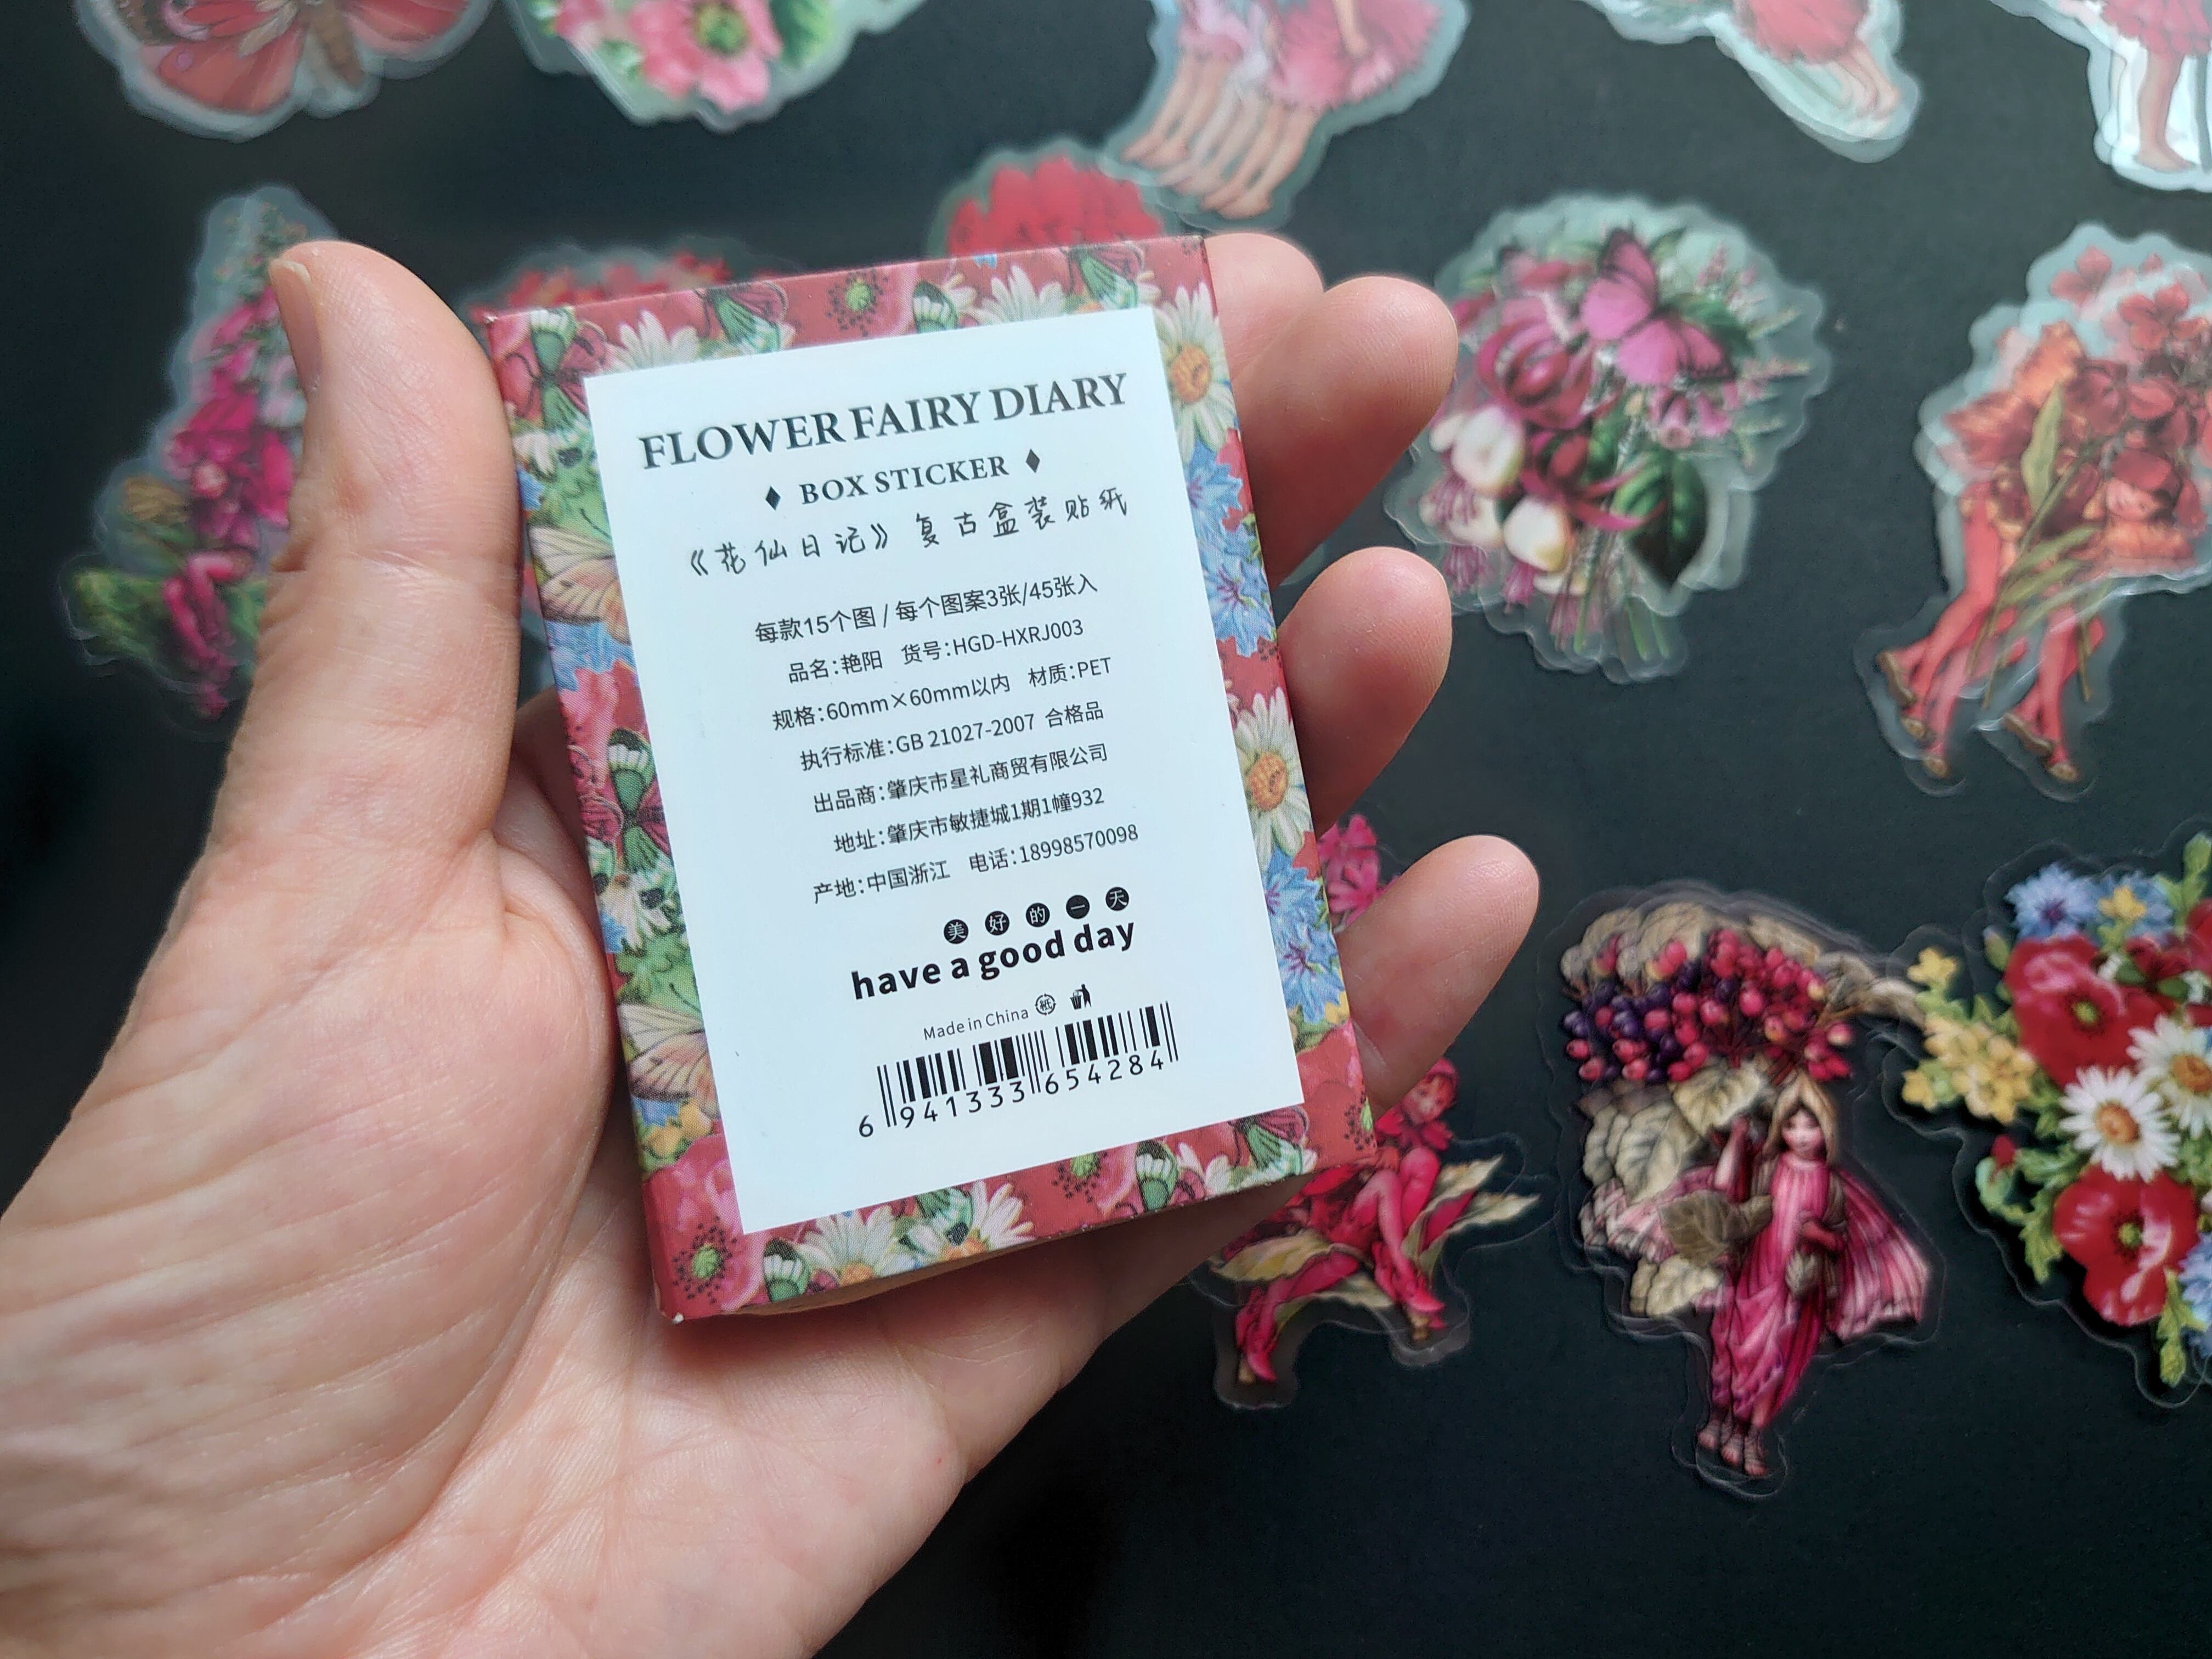 FLOWER FAIRY DIARY
♦ BOX STICKER ♦
《花仙日记》复古盒装贴纸
每款15个图 / 每个图案3张/45张入
品名:艳阳 货号:HGD-HXRJ003
规格:60mm×60mm以内 材质:PET
执行标准:GB 21027-2007 合格品
出品商:肇庆市星礼商贸有限公司
地址:肇庆市敏捷城1期1幢932
产地:中国浙江 电话:18998570098
美好的一天
have a good day
Made in China 紙
6 941333 654284